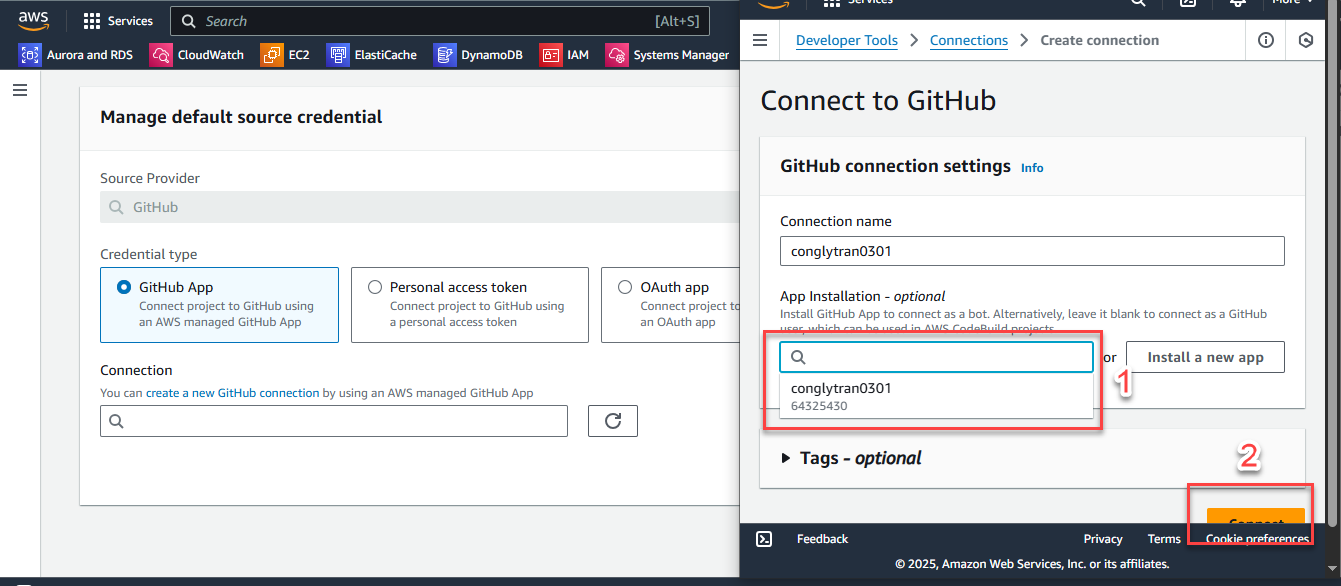 aws
Services
Search
[Alt+S]
Aurora and RDS
CloudWatch
EC2
ElastiCache
DynamoDB
IAM
Systems Manager
Manage default source credential
Source Provider
GitHub
Credential type
GitHub App
Connect project to GitHub using
an AWS managed GitHub App
Personal access token
Connect project to GitHub using
a personal access token
OAuth app
Connect project to
an OAuth app
Connection
You can create a new GitHub connection by using an AWS managed GitHub App
Services
More
Developer Tools
Connections
Create connection
Connect to GitHub
GitHub connection settings Info
Connection name
conglytran0301
App Installation - optional
Install GitHub App to connect as a bot. Alternatively, leave it blank to connect as a GitHub
user, which can be used in AWS CodeBuild projects
or
Install a new app
conglytran0301
64325430
1
Tags - optional
2
Connect
Feedback
Privacy
Terms
Cookie preferences
© 2025, Amazon Web Services, Inc. or its affiliates.